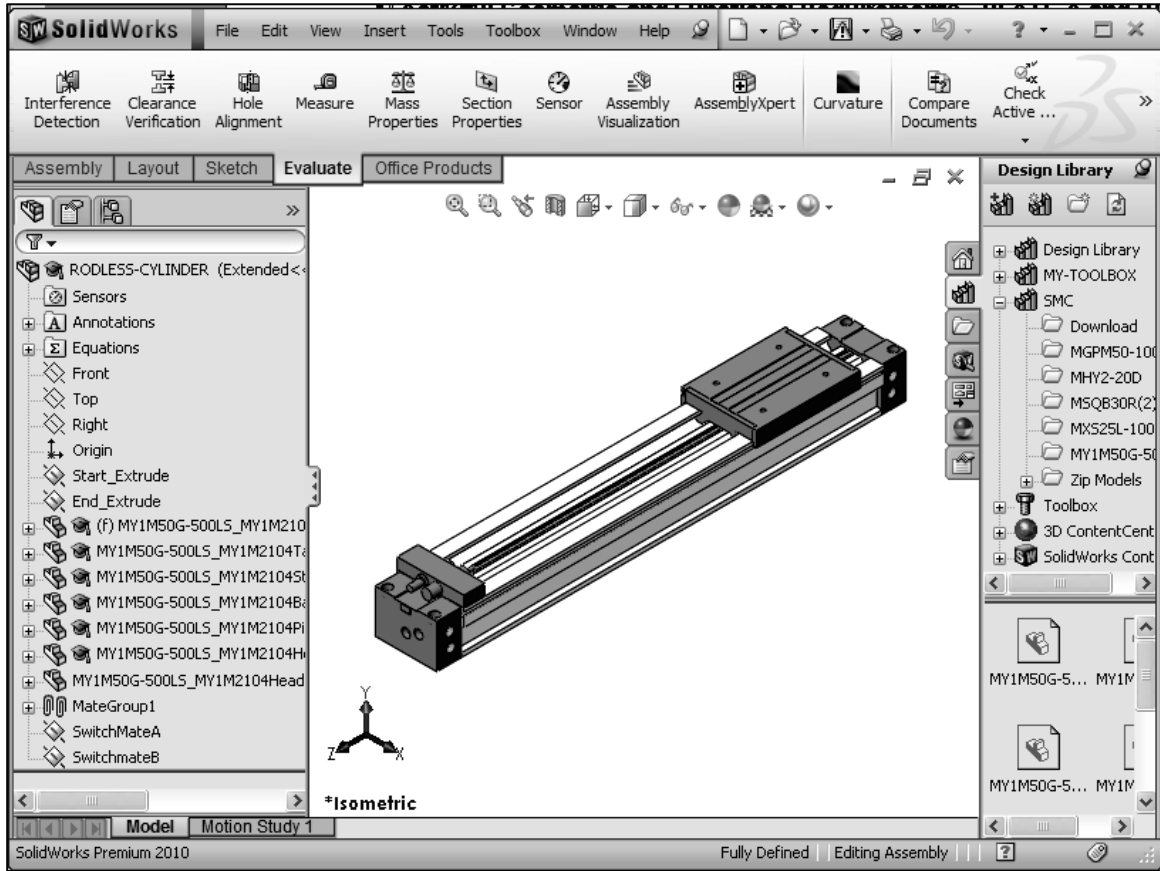 SolidWorks File Edit View Insert Tools Toolbox Window Help
Interference Detection
Clearance Verification
Hole Alignment
Measure
Mass Properties
Section Properties
Sensor
Assembly Visualization
AssemblyXpert
Curvature
Compare Documents
Check Active ...
Assembly Layout Sketch Evaluate Office Products
RODLESS-CYLINDER (Extended<
Sensors
Annotations
Equations
Front
Top
Right
Origin
Start_Extrude
End_Extrude
(f) MY1M50G-500LS_MY1M210
MY1M50G-500LS_MY1M2104Ta
MY1M50G-500LS_MY1M2104St
MY1M50G-500LS_MY1M2104Ba
MY1M50G-500LS_MY1M2104Pi
MY1M50G-500LS_MY1M2104He
MY1M50G-500LS_MY1M2104Head
MateGroup1
SwitchMateA
SwitchmateB
Y
Z X
*Isometric
Design Library
Design Library
MY-TOOLBOX
SMC
Download
MGPM50-100
MHY2-20D
MSQB30R(2)
MXS25L-100
MY1M50G-50
Zip Models
Toolbox
3D ContentCent
SolidWorks Cont
MY1M50G-5... MY1M
MY1M50G-5... MY1M
Model Motion Study 1
SolidWorks Premium 2010 Fully Defined Editing Assembly